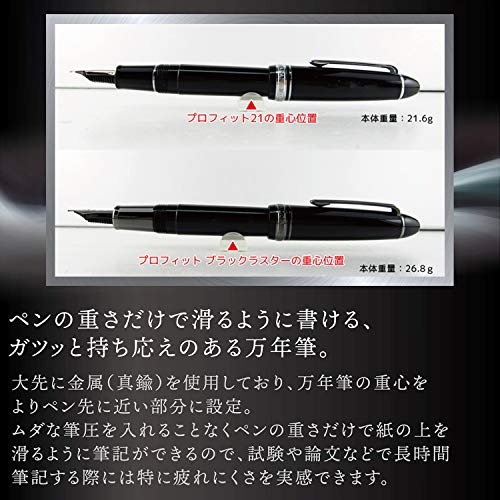 プロフィット21の重心位置
本体重量：21.6g
プロフィット ブラックラスターの重心位置
本体重量：26.8g
ペンの重さだけで滑るように書ける、
ガツッと持ち応えのある万年筆。
大先に金属（真鍮）を使用しており、万年筆の重心を
よりペン先に近い部分に設定。
ムダな筆圧を入れることなくペンの重さだけで紙の上を
滑るように筆記ができるので、試験や論文などで長時間
筆記する際には特に疲れにくさを実感できます。